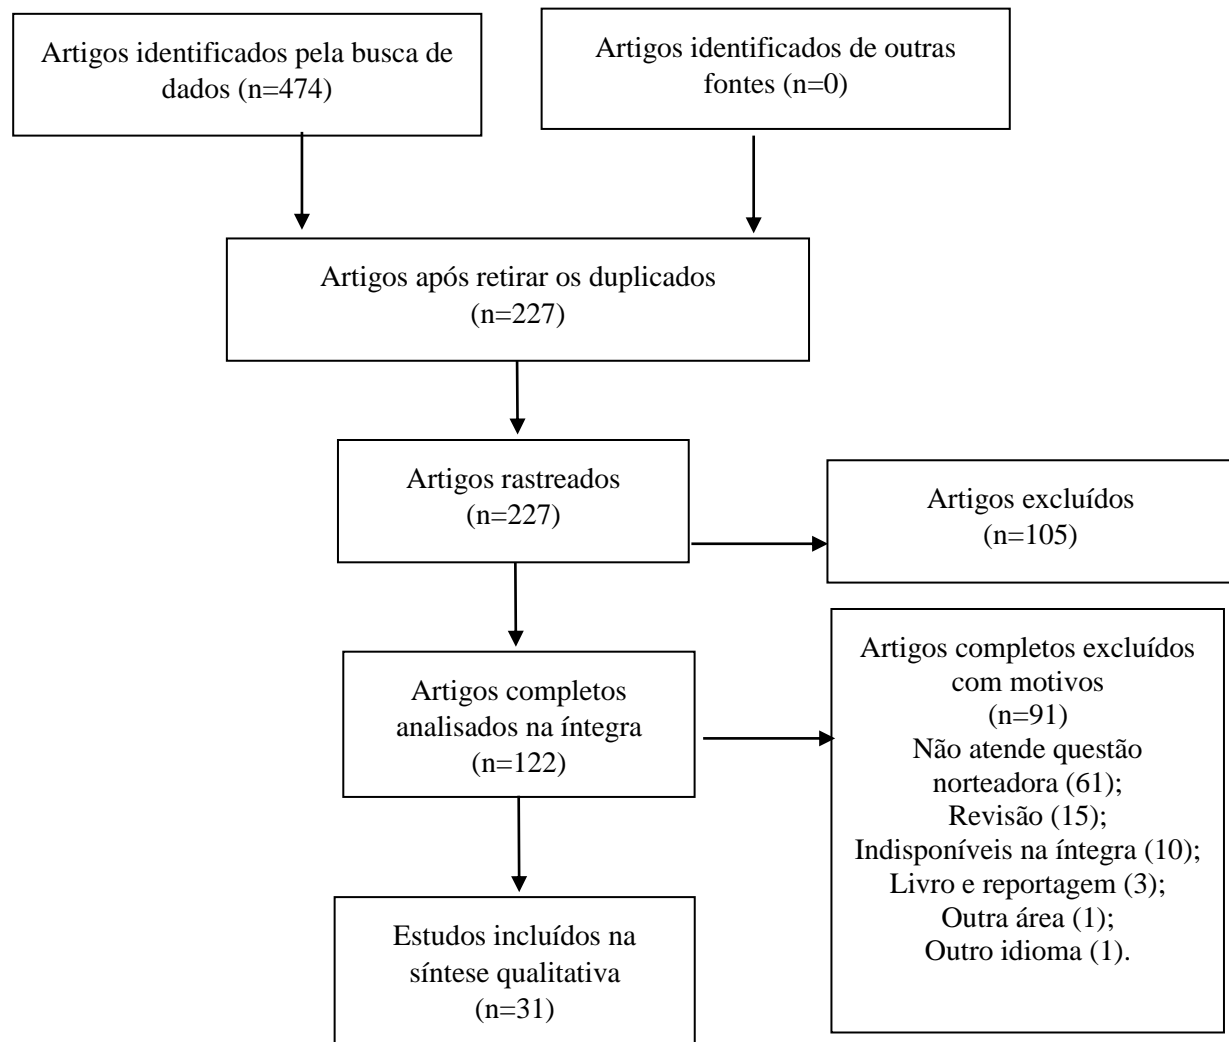 Artigos identificados pela busca de
dados (n=474)
Artigos identificados de outras
fontes (n=0)
Artigos após retirar os duplicados
(n=227)
Artigos rastreados
(n=227)
Artigos excluídos
(n=105)
Artigos completos
analisados na íntegra
(n=122)
Artigos completos excluídos
com motivos
(n=91)
Não atende questão
norteadora (61);
Revisão (15);
Indisponíveis na íntegra (10);
Livro e reportagem (3);
Outra área (1);
Outro idioma (1).
Estudos incluídos na
síntese qualitativa
(n=31)